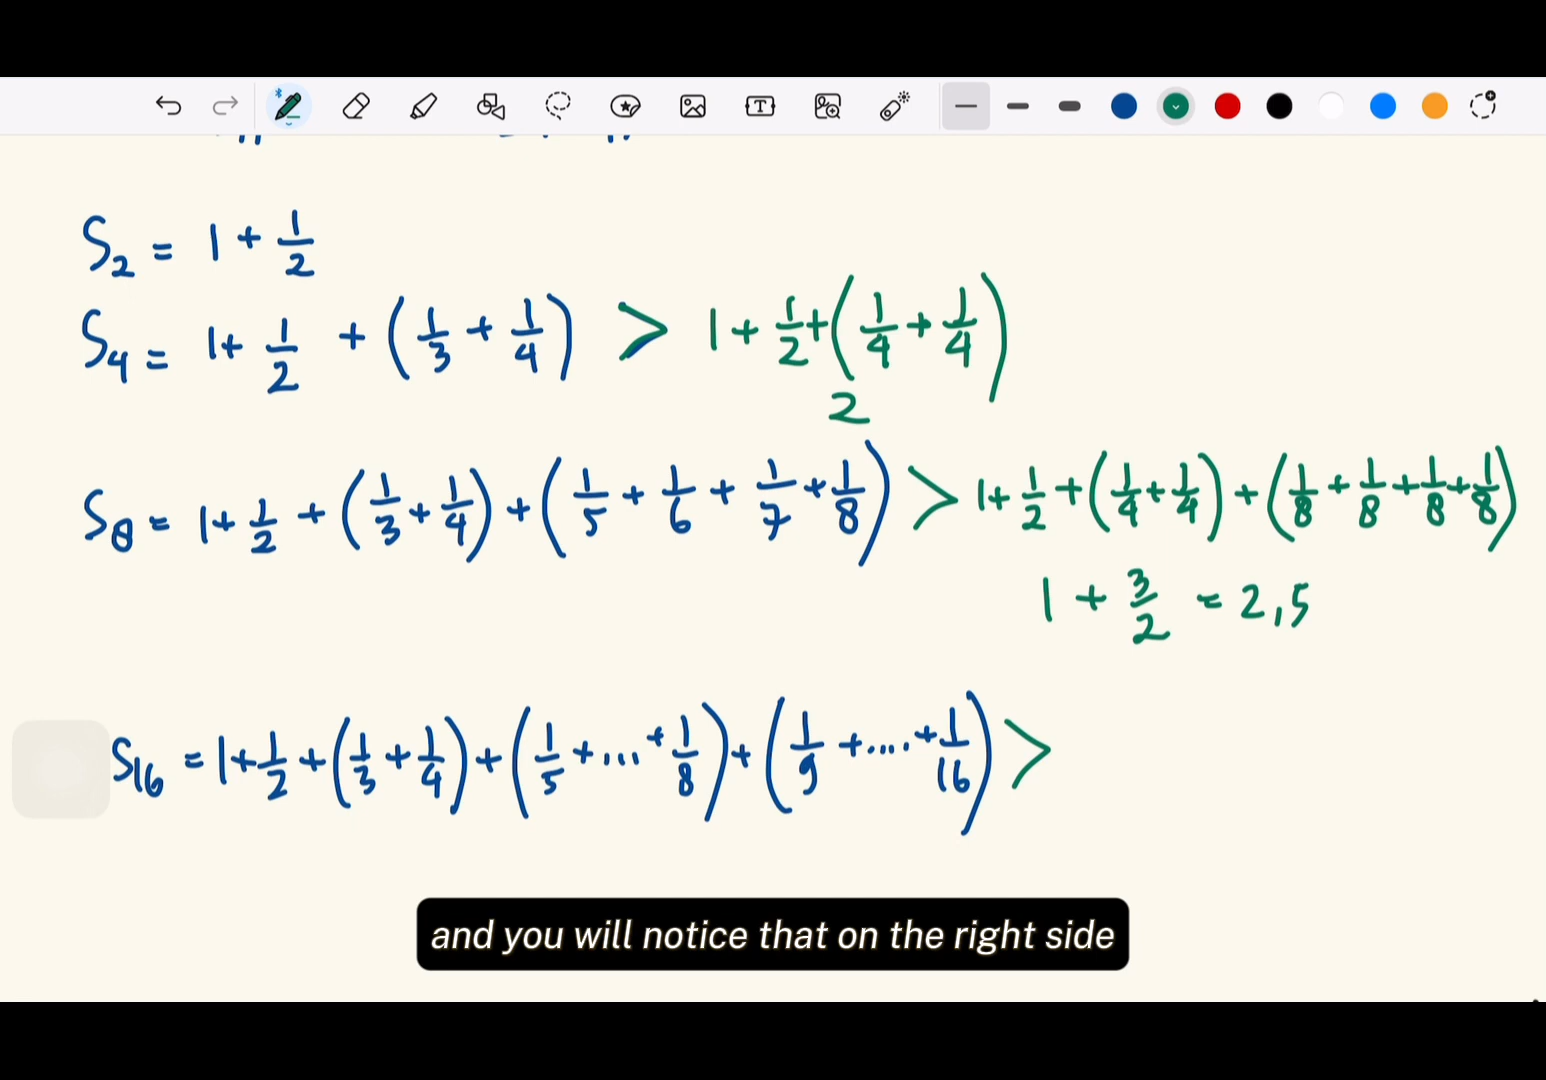 S₂ = 1 + 1/2
S₄ = 1 + 1/2 + (1/3 + 1/4) > 1 + 1/2 + (1/4 + 1/4)
2
S₈ = 1 + 1/2 + (1/3 + 1/4) + (1/5 + 1/6 + 1/7 + 1/8) > 1 + 1/2 + (1/4 + 1/4) + (1/8 + 1/8 + 1/8 + 1/8)
1 + 3/2 = 2,5
S₁₆ = 1 + 1/2 + (1/3 + 1/4) + (1/5 + ... + 1/8) + (1/9 + .... + 1/16) >
and you will notice that on the right side